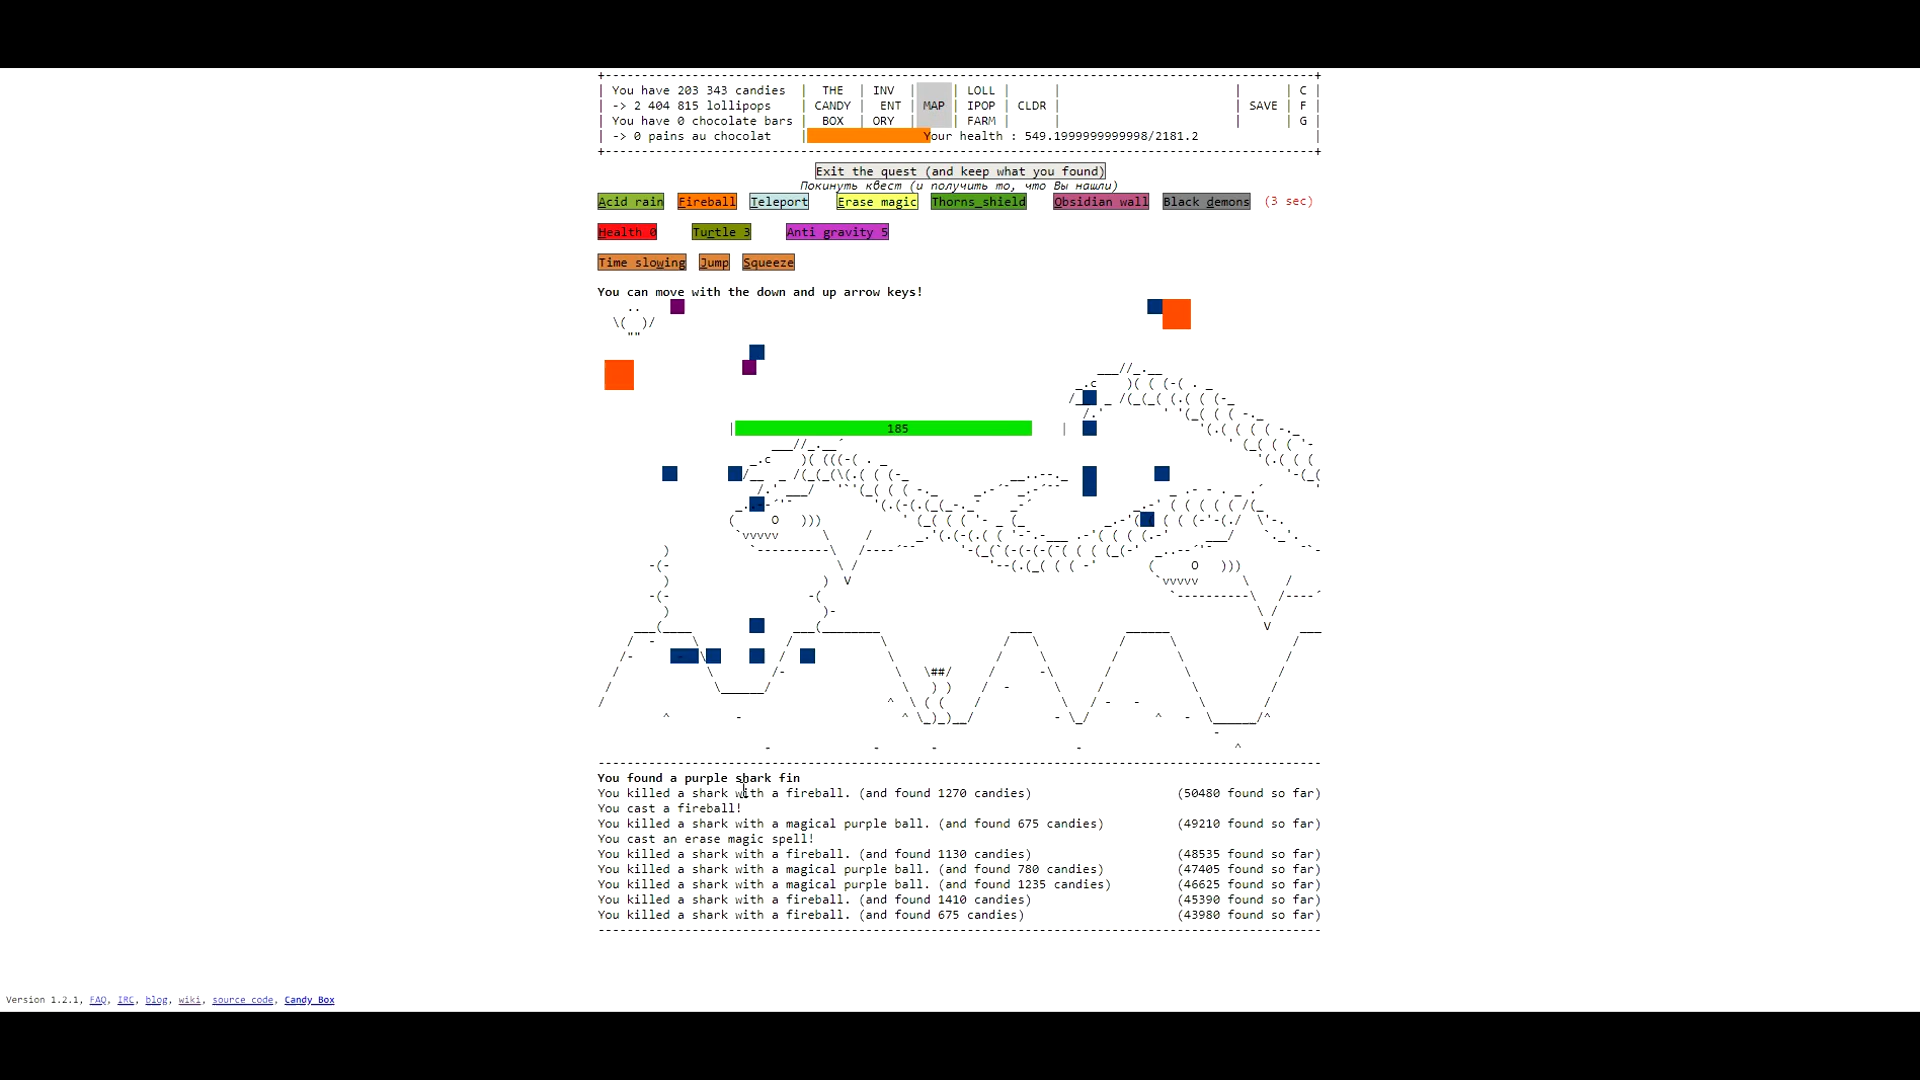 You have 203 343 candies THE INV LOLL C
-> 2 404 815 lollipops CANDY ENT MAP IPOP CLDR SAVE F
You have 0 chocolate bars BOX ORY FARM G
-> 0 pains au chocolat Your health : 549.1999999999998/2181.2
Exit the quest (and keep what you found)
Покинуть квест (и получить то, что Вы нашли)
Acid rain Fireball Teleport Erase magic Thorns_shield Obsidian wall Black demons (3 sec)
Health 0 Turtle 3 Anti gravity 5
Time slowing Jump Squeeze
You can move with the down and up arrow keys!
185
You found a purple shark fin
You killed a shark with a fireball. (and found 1270 candies) (50480 found so far)
You cast a fireball!
You killed a shark with a magical purple ball. (and found 675 candies) (49210 found so far)
You cast an erase magic spell!
You killed a shark with a fireball. (and found 1130 candies) (48535 found so far)
You killed a shark with a magical purple ball. (and found 780 candies) (47405 found so far)
You killed a shark with a magical purple ball. (and found 1235 candies) (46625 found so far)
You killed a shark with a fireball. (and found 1410 candies) (45390 found so far)
You killed a shark with a fireball. (and found 675 candies) (43980 found so far)
Version 1.2.1, FAQ, IRC, blog, wiki, source code, Candy Box